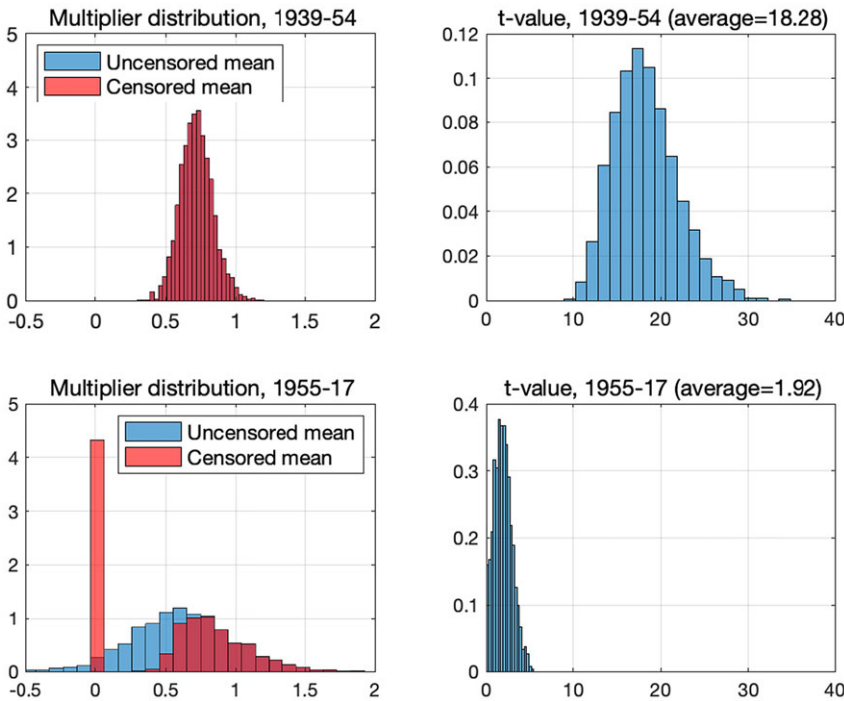 Multiplier distribution, 1939-54
5
4
3
2
1
0
Uncensored mean
Censored mean
-0.5 0 0.5 1 1.5 2
t-value, 1939-54 (average=18.28)
0.12
0.1
0.08
0.06
0.04
0.02
0
0 10 20 30 40
Multiplier distribution, 1955-17
5
4
3
2
1
0
Uncensored mean
Censored mean
-0.5 0 0.5 1 1.5 2
t-value, 1955-17 (average=1.92)
0.4
0.3
0.2
0.1
0
0 10 20 30 40